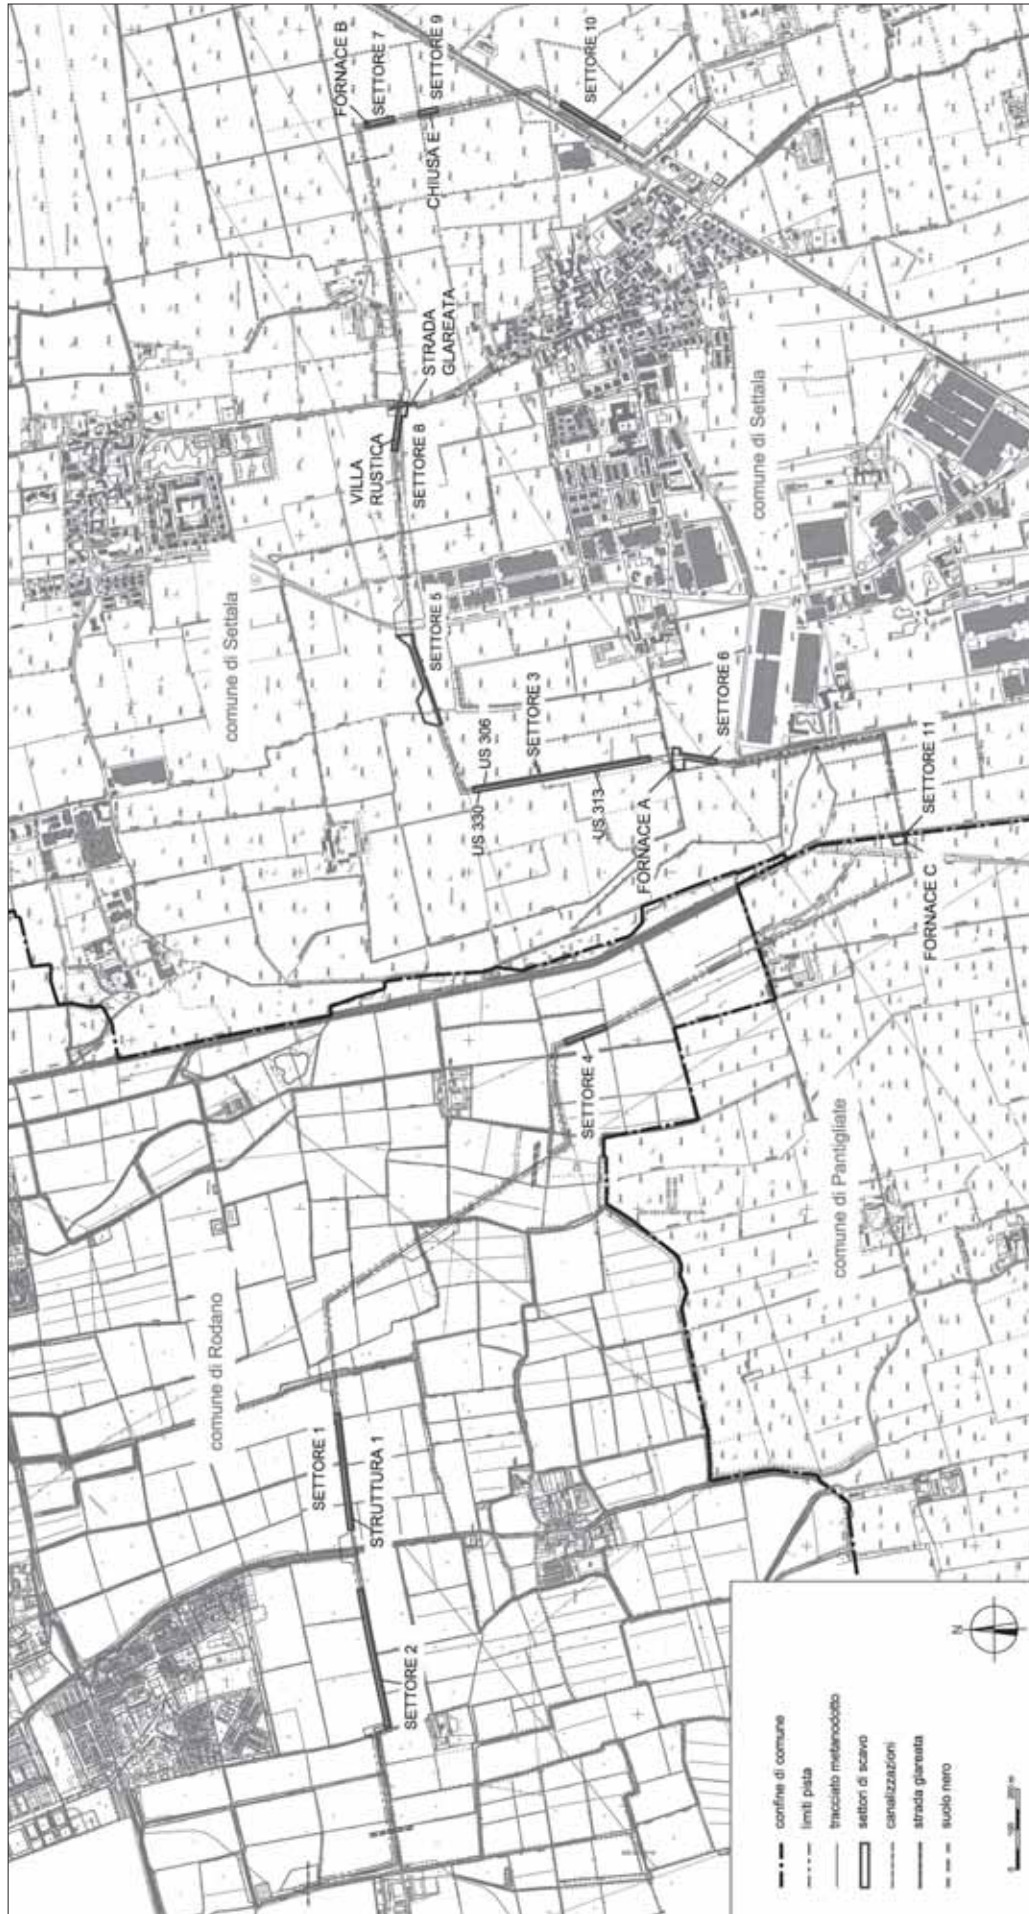 comune di Rodano
comune di Settala
comune di Settala
comune di Pantigliate
SETTORE 2
SETTORE 1
STRUTTURA 1
SETTORE 4
FORNACE C
SETTORE 11
FORNACE A
SETTORE 6
US 330
US 306
US 313
SETTORE 3
SETTORE 5
VILLA
RUSTICA
SETTORE 8
STRADA
GLAREATA
FORNACE B
SETTORE 7
CHIUSA E
SETTORE 9
SETTORE 10
confine di comune
limiti pista
tracciato metanodotto
settori di scavo
canalizzazioni
strada glareata
suolo nero
N
0